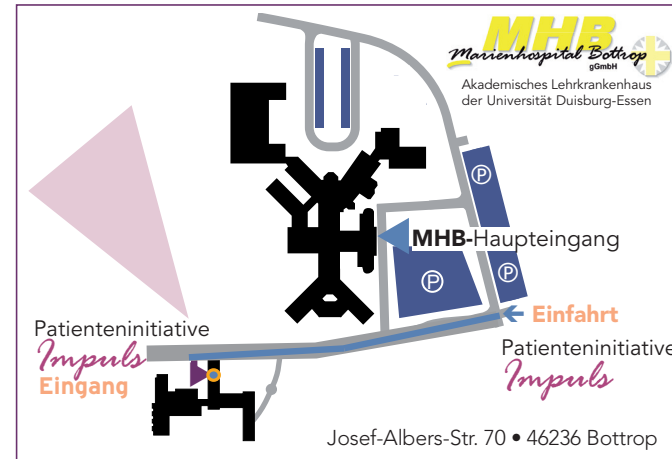 MHB
Marienhospital Bottrop
gGmbH
Akademisches Lehrkrankenhaus
der Universität Duisburg-Essen
P
MHB-Haupteingang
P
P
Einfahrt
Patienteninitiative
Impuls
Eingang
Patienteninitiative
Impuls
Josef-Albers-Str. 70 • 46236 Bottrop